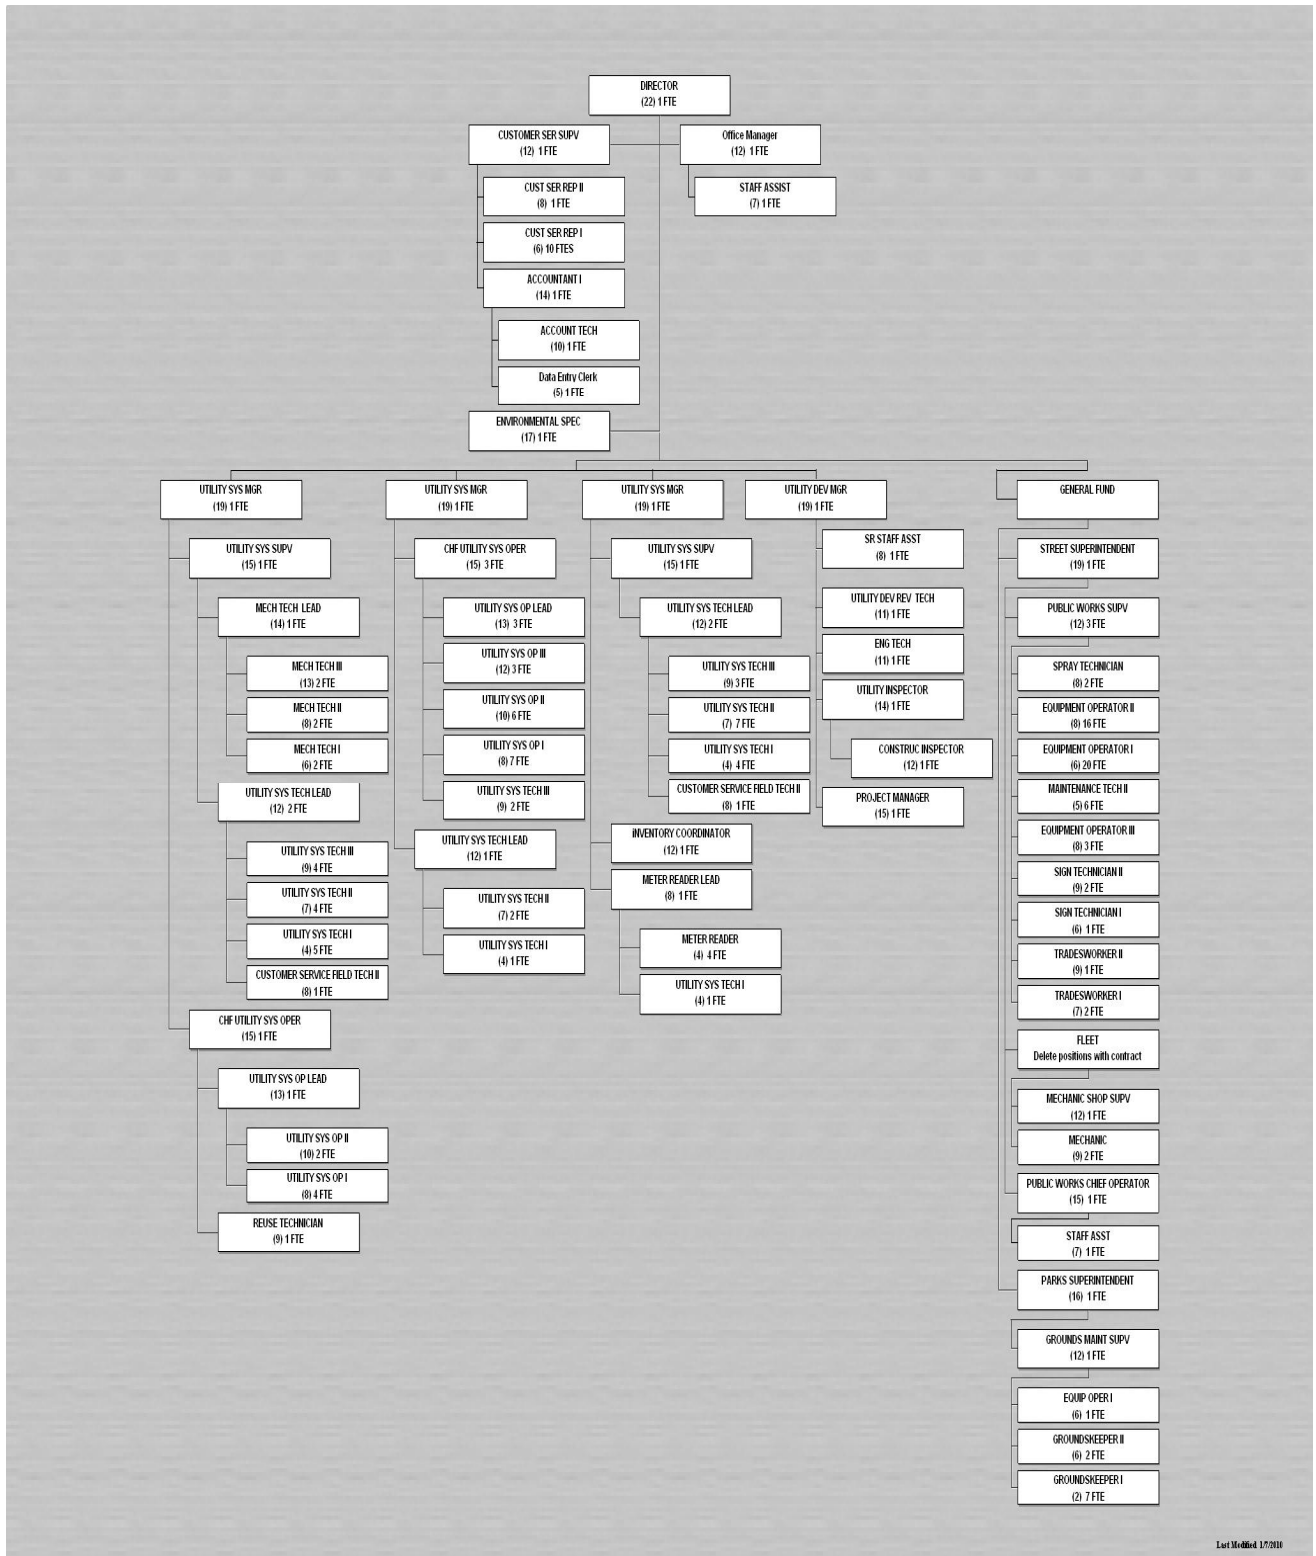 DIRECTOR
(22) 1 FTE
CUSTOMER SER SUPV
(12) 1 FTE
Office Manager
(12) 1 FTE
CUST SER REP II
(8) 1 FTE
STAFF ASSIST
(7) 1 FTE
CUST SER REP I
(6) 10 FTES
ACCOUNTANT I
(14) 1 FTE
ACCOUNT TECH
(10) 1 FTE
Data Entry Clerk
(5) 1 FTE
ENVIRONMENTAL SPEC
(17) 1 FTE
UTILITY SYS MGR
(19) 1 FTE
UTILITY SYS SUPV
(15) 1 FTE
MECH TECH LEAD
(14) 1 FTE
MECH TECH III
(13) 2 FTE
MECH TECH II
(8) 2 FTE
MECH TECH I
(6) 2 FTE
UTILITY SYS TECH LEAD
(12) 2 FTE
UTILITY SYS TECH III
(9) 4 FTE
UTILITY SYS TECH II
(7) 4 FTE
UTILITY SYS TECH I
(4) 5 FTE
CUSTOMER SERVICE FIELD TECH II
(8) 1 FTE
CHF UTILITY SYS OPER
(15) 1 FTE
UTILITY SYS OP LEAD
(13) 1 FTE
UTILITY SYS OP II
(10) 2 FTE
UTILITY SYS OP I
(8) 4 FTE
REUSE TECHNICIAN
(9) 1 FTE
UTILITY SYS MGR
(19) 1 FTE
CHF UTILITY SYS OPER
(15) 3 FTE
UTILITY SYS OP LEAD
(13) 3 FTE
UTILITY SYS OP III
(12) 3 FTE
UTILITY SYS OP II
(10) 6 FTE
UTILITY SYS OP I
(8) 7 FTE
UTILITY SYS TECH III
(9) 2 FTE
UTILITY SYS TECH LEAD
(12) 1 FTE
UTILITY SYS TECH II
(7) 2 FTE
UTILITY SYS TECH I
(4) 1 FTE
UTILITY SYS MGR
(19) 1 FTE
UTILITY SYS SUPV
(15) 1 FTE
UTILITY SYS TECH LEAD
(12) 2 FTE
UTILITY SYS TECH III
(9) 3 FTE
UTILITY SYS TECH II
(7) 7 FTE
UTILITY SYS TECH I
(4) 4 FTE
CUSTOMER SERVICE FIELD TECH II
(8) 1 FTE
iNVENTORY COORDINATOR
(12) 1 FTE
METER READER LEAD
(8) 1 FTE
METER READER
(4) 4 FTE
UTILITY SYS TECH I
(4) 1 FTE
UTILITY DEV MGR
(19) 1 FTE
SR STAFF ASST
(8) 1 FTE
UTILITY DEV REV TECH
(11) 1 FTE
ENG TECH
(11) 1 FTE
UTILITY INSPECTOR
(14) 1 FTE
CONSTRUC INSPECTOR
(12) 1 FTE
PROJECT MANAGER
(15) 1 FTE
GENERAL FUND
STREET SUPERINTENDENT
(19) 1 FTE
PUBLIC WORKS SUPV
(12) 3 FTE
SPRAY TECHNICIAN
(8) 2 FTE
EQUIPMENT OPERATOR II
(8) 16 FTE
EQUIPMENT OPERATOR I
(6) 20 FTE
MAINTENANCE TECH II
(5) 6 FTE
EQUIPMENT OPERATOR III
(8) 3 FTE
SIGN TECHNICIAN II
(9) 2 FTE
SIGN TECHNICIAN I
(6) 1 FTE
TRADESWORKER II
(9) 1 FTE
TRADESWORKER I
(7) 2 FTE
FLEET
Delete positions with contract
MECHANIC SHOP SUPV
(12) 1 FTE
MECHANIC
(9) 2 FTE
PUBLIC WORKS CHIEF OPERATOR
(15) 1 FTE
STAFF ASST
(7) 1 FTE
PARKS SUPERINTENDENT
(16) 1 FTE
GROUNDS MAINT SUPV
(12) 1 FTE
EQUIP OPER I
(6) 1 FTE
GROUNDSKEEPER II
(6) 2 FTE
GROUNDSKEEPER I
(2) 7 FTE
Last Modified 1/7/2010